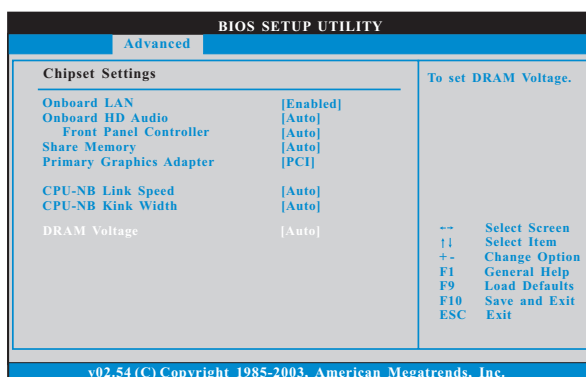 BIOS SETUP UTILITY
Advanced
Chipset Settings
Onboard LAN [Enabled]
Onboard HD Audio [Auto]
Front Panel Controller [Auto]
Share Memory [Auto]
Primary Graphics Adapter [PCI]
CPU-NB Link Speed [Auto]
CPU-NB Kink Width [Auto]
DRAM Voltage [Auto]
To set DRAM Voltage.
←→ Select Screen
↑↓ Select Item
+- Change Option
F1 General Help
F9 Load Defaults
F10 Save and Exit
ESC Exit
v02.54 (C) Copyright 1985-2003, American Megatrends, Inc.